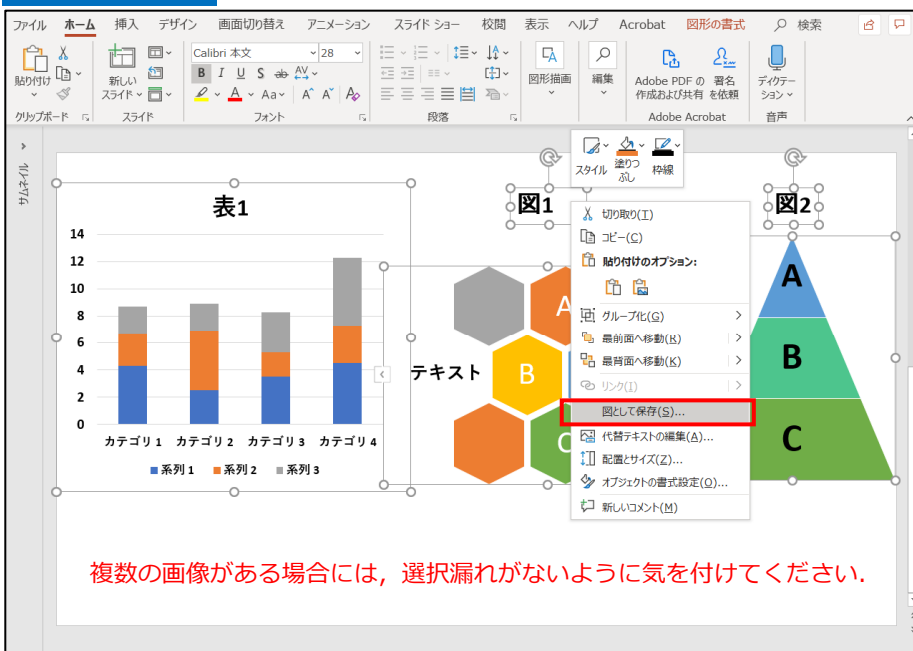 ファイル ホーム 挿入 デザイン 画面切り替え アニメーション スライド ショー 校閲 表示 ヘルプ Acrobat 図形の書式 検索
Calibri 本文 28
貼り付け 新しい スライド B I U S ab AV Aa A A 図形描画 編集 Adobe PDF の 作成および共有 署名 を依頼 ディクテー ション
クリップボード スライド フォント 段落 Adobe Acrobat 音声
サムネイル
スタイル 塗りつぶし 枠線
表1
14
12
10
8
6
4
2
0
カテゴリ 1 カテゴリ 2 カテゴリ 3 カテゴリ 4
系列 1 系列 2 系列 3
図1
A
テキスト B
C
切り取り(T)
コピー(C)
貼り付けのオプション:
グループ化(G)
最前面へ移動(R)
最背面へ移動(K)
リンク(I)
図として保存(S)...
代替テキストの編集(A)...
配置とサイズ(Z)...
オブジェクトの書式設定(O)...
新しいコメント(M)
図2
A
B
C
複数の画像がある場合には，選択漏れがないように気を付けてください.